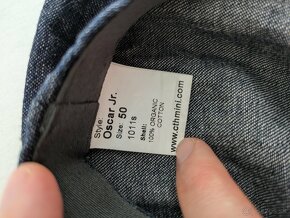 Style:
Oscar Jr.
Size: 50
1011s
Shell:
100% ORGANIC
COTTON
www.cthmini.com